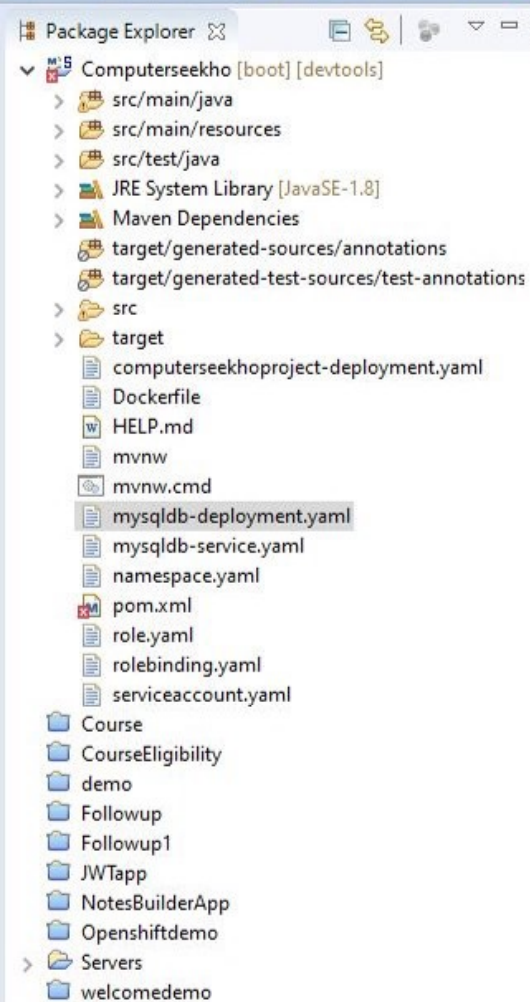 Package Explorer
Computerseekho [boot] [devtools]
src/main/java
src/main/resources
src/test/java
JRE System Library [JavaSE-1.8]
Maven Dependencies
target/generated-sources/annotations
target/generated-test-sources/test-annotations
src
target
computerseekhoproject-deployment.yaml
Dockerfile
HELP.md
mvnw
mvnw.cmd
mysqldb-deployment.yaml
mysqldb-service.yaml
namespace.yaml
pom.xml
role.yaml
rolebinding.yaml
serviceaccount.yaml
Course
CourseEligibility
demo
Followup
Followup1
JWTapp
NotesBuilderApp
Openshiftdemo
Servers
welcomedemo